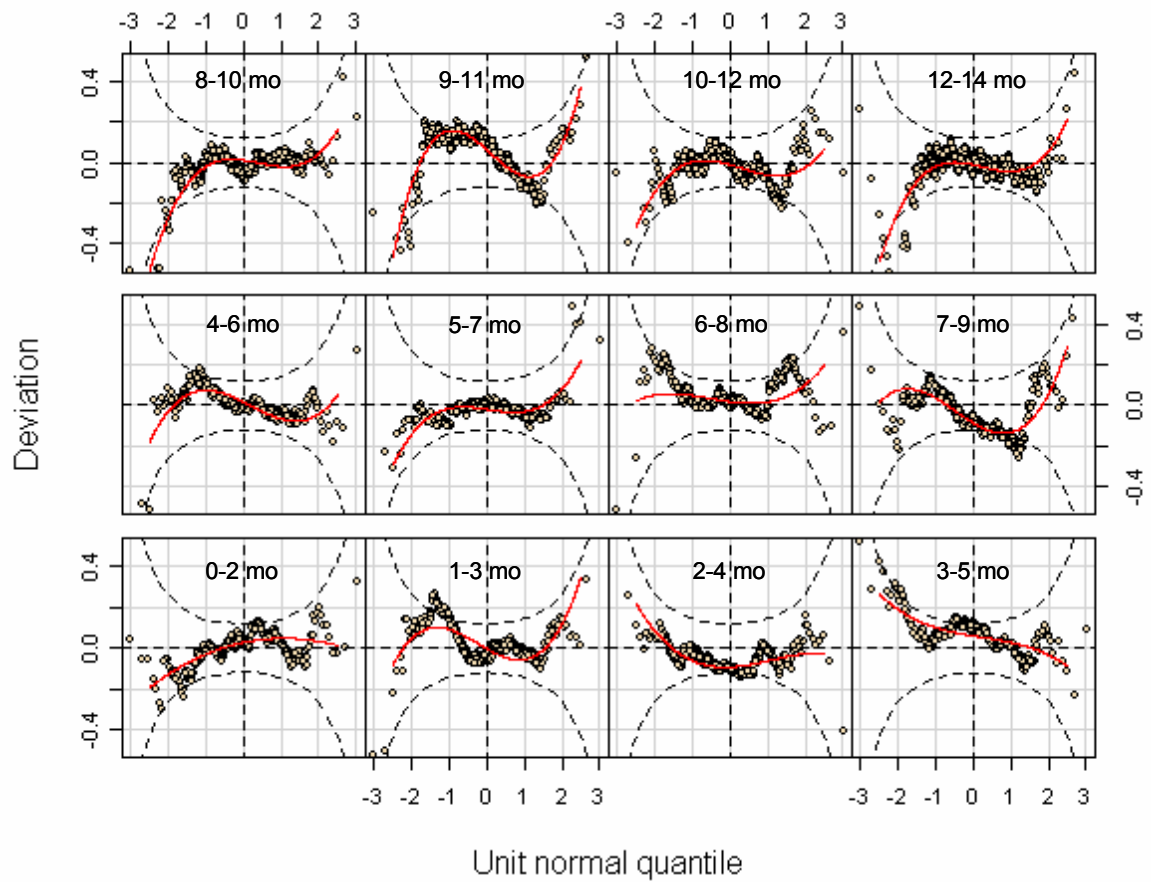 -3 -2 -1 0 1 2 3 -3 -2 -1 0 1 2 3
8-10 mo 9-11 mo 10-12 mo 12-14 mo
0.4
0.0
-0.4
4-6 mo 5-7 mo 6-8 mo 7-9 mo
0.4
0.0
-0.4
Deviation
0-2 mo 1-3 mo 2-4 mo 3-5 mo
0.4
0.0
-0.4
-3 -2 -1 0 1 2 3 -3 -2 -1 0 1 2 3
Unit normal quantile